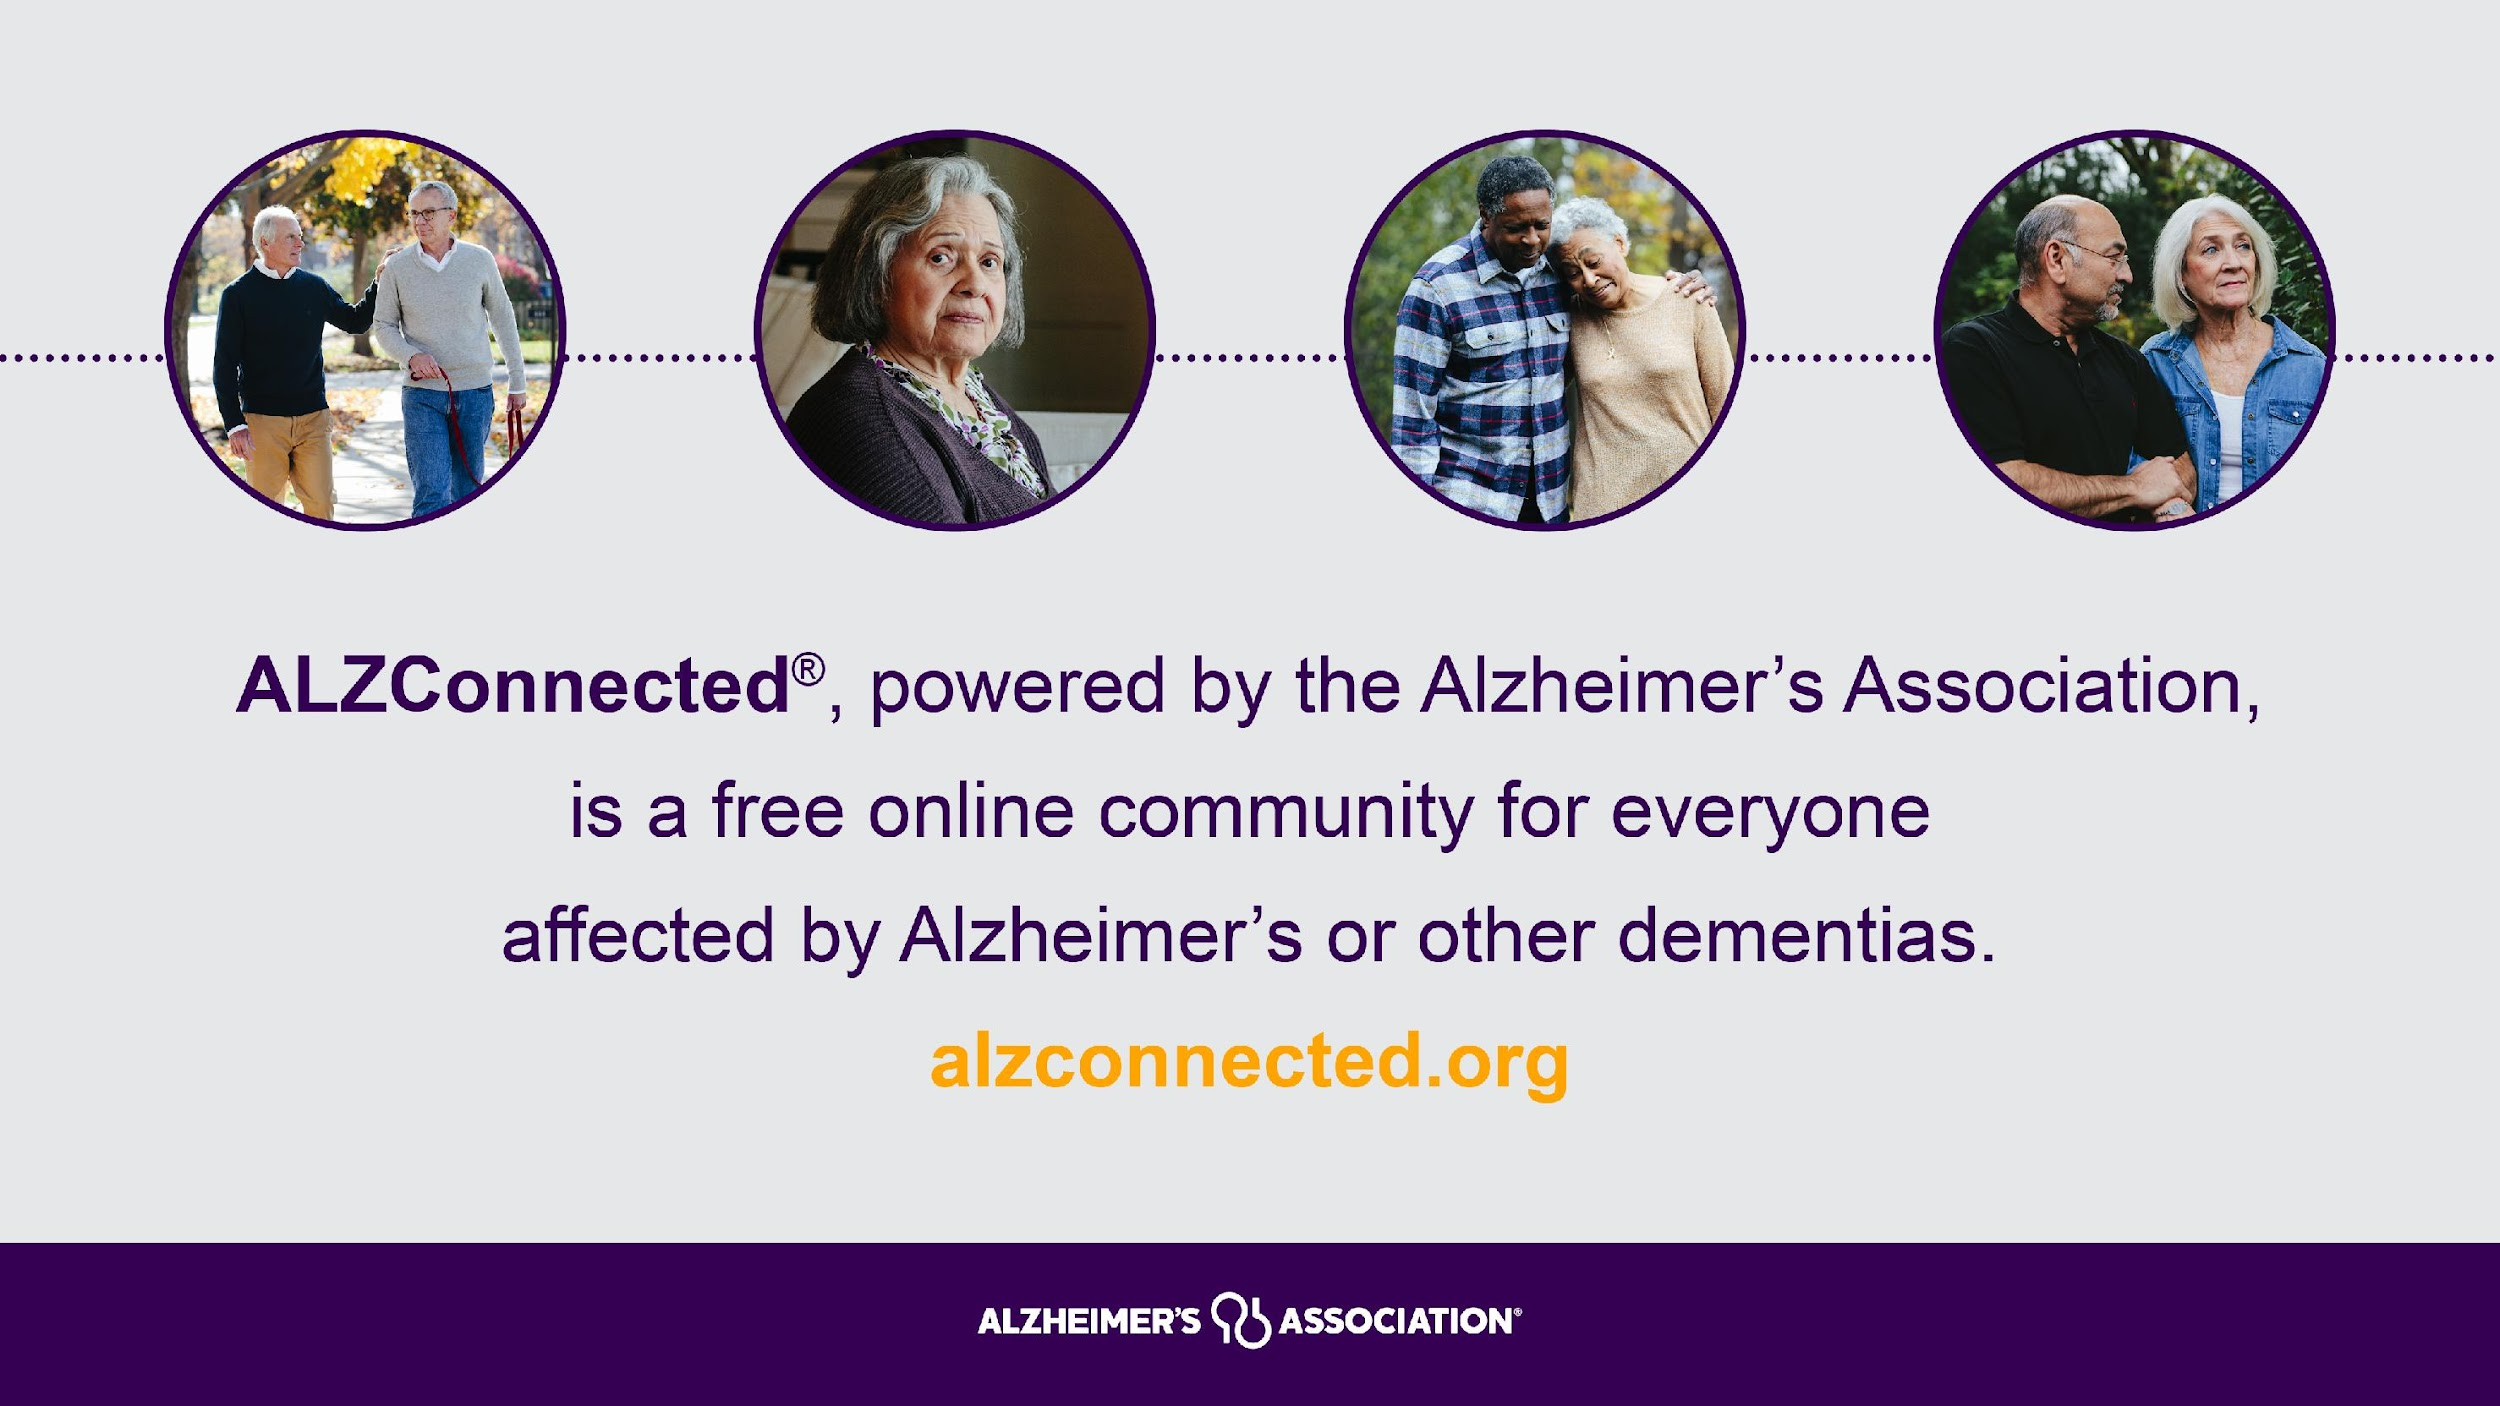 ALZConnected®, powered by the Alzheimer’s Association,
is a free online community for everyone
affected by Alzheimer’s or other dementias.
alzconnected.org
ALZHEIMER’S ASSOCIATION®